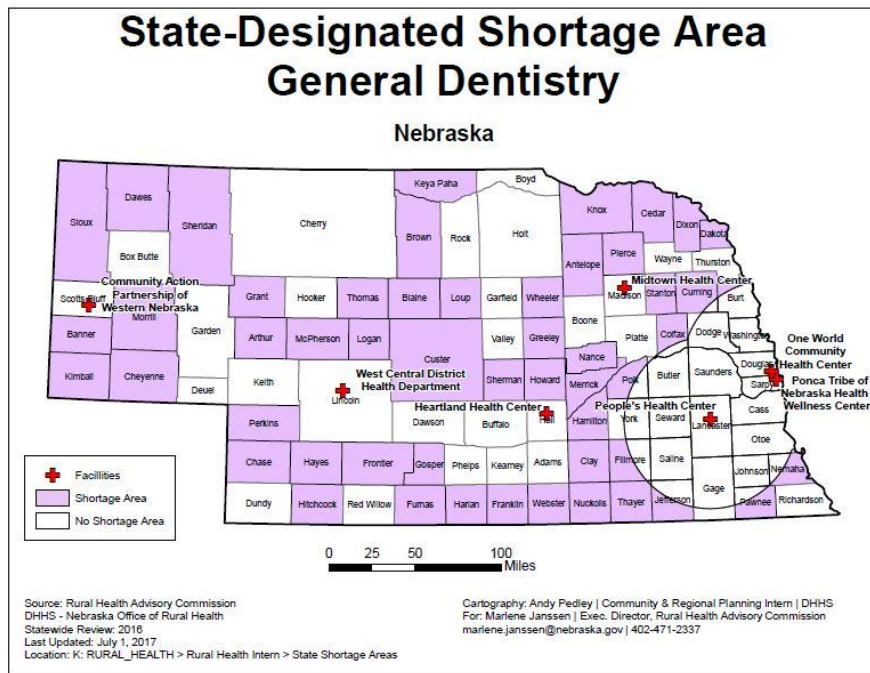 State-Designated Shortage Area
General Dentistry
Nebraska
Keya Paha
Boyd
Dawes
Sioux
Sheridan
Cherry
Knox
Cedar
Dixon
Dakota
Brown
Rock
Holt
Box Butte
Antelope
Pierce
Wayne
Thurston
Community Action
Partnership of
Western Nebraska
Scotts Bluff
Midtown Health Center
Madison
Stanton
Cuming
Burt
Grant
Hooker
Thomas
Blaine
Loup
Garfield
Wheeler
Morrill
Garden
Banner
Boone
Platte
Colfax
Dodge
Washington
One World
Community
Health Center
Arthur
McPherson
Logan
Valley
Greeley
Nance
Custer
Kimball
Cheyenne
Deuel
Keith
Lincoln
West Central District
Health Department
Sherman
Howard
Merrick
Polk
Butler
Saunders
Douglas
Sarpy
Ponca Tribe of
Nebraska Health
Wellness Center
Perkins
Dawson
Buffalo
Heartland Health Center
Hall
Hamilton
York
Seward
People's Health Center
Lancaster
Cass
Otoe
Chase
Hayes
Frontier
Gosper
Phelps
Kearney
Adams
Clay
Fillmore
Saline
Johnson
Nemaha
Gage
Dundy
Hitchcock
Red Willow
Furnas
Harlan
Franklin
Webster
Nuckolls
Thayer
Jefferson
Pawnee
Richardson
Facillities
Shortage Area
No Shortage Area
0 25 50 100
Miles
Source: Rural Health Advisory Commission
DHHS - Nebraska Office of Rural Health
Statewide Review: 2016
Last Updated: July 1, 2017
Location: K: RURAL_HEALTH > Rural Health Intern > State Shortage Areas
Cartography: Andy Pedley | Community & Regional Planning Intern | DHHS
For: Marlene Janssen | Exec. Director, Rural Health Advisory Commission
marlene.janssen@nebraska.gov | 402-471-2337